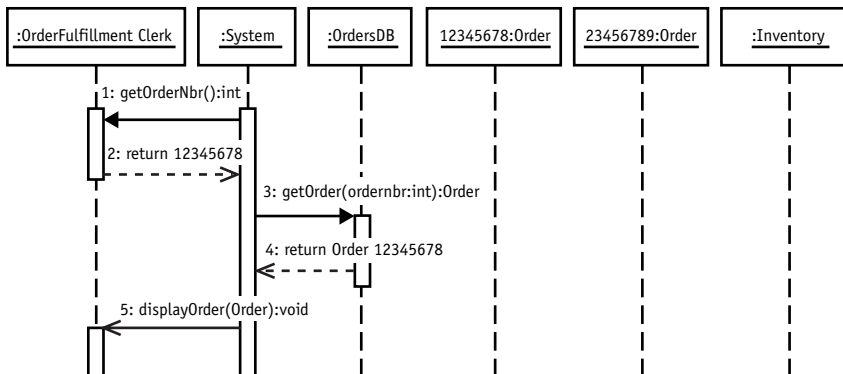 :OrderFulfillment Clerk
:System
:OrdersDB
12345678:Order
23456789:Order
:Inventory
1: getOrderNbr():int
2: return 12345678
3: getOrder(ordernbr:int):Order
4: return Order 12345678
5: displayOrder(Order):void